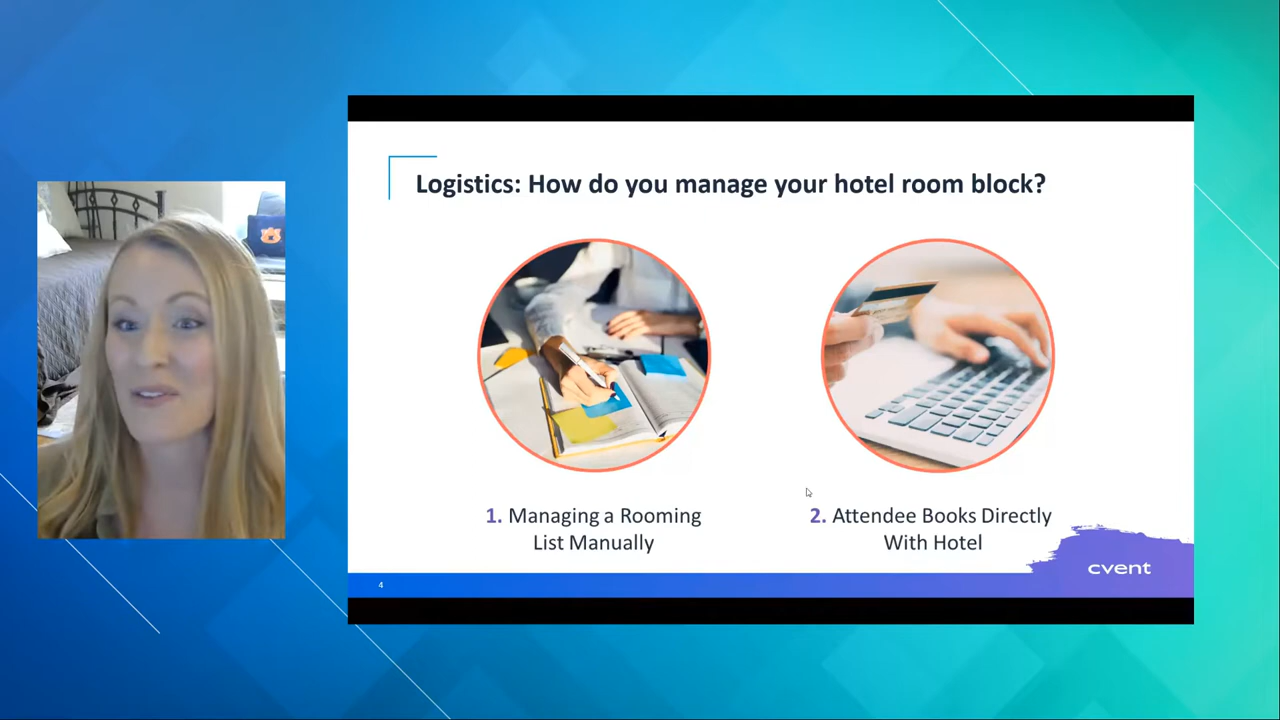 Logistics: How do you manage your hotel room block?
1. Managing a Rooming
List Manually
2. Attendee Books Directly
With Hotel
cvent
4